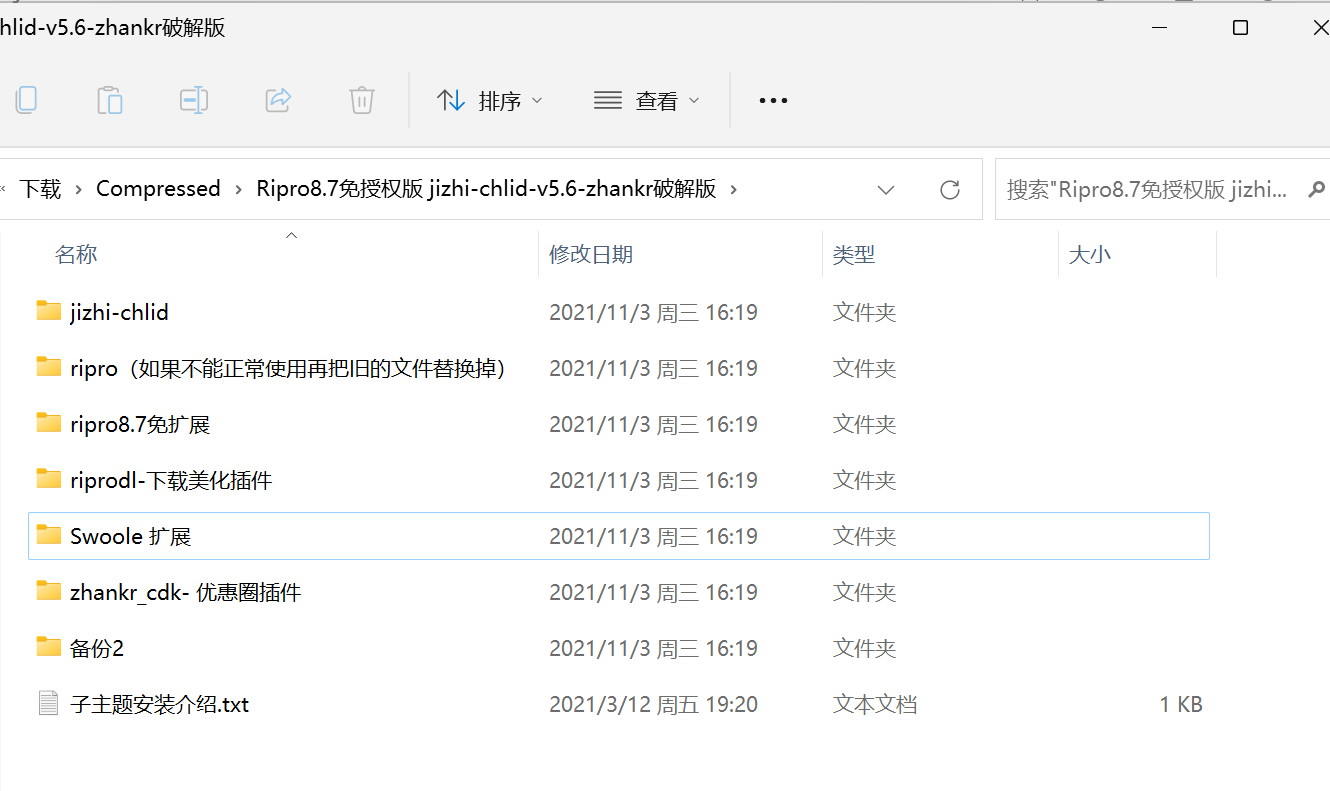 hlid-v5.6-zhankr破解版
排序
查看
下载 › Compressed › Ripro8.7免授权版 jizhi-chlid-v5.6-zhankr破解版 ›
搜索"Ripro8.7免授权版 jizhi...
名称 修改日期 类型 大小
jizhi-chlid 2021/11/3 周三 16:19 文件夹
ripro（如果不能正常使用再把旧的文件替换掉） 2021/11/3 周三 16:19 文件夹
ripro8.7免扩展 2021/11/3 周三 16:19 文件夹
riprodl-下载美化插件 2021/11/3 周三 16:19 文件夹
Swoole 扩展 2021/11/3 周三 16:19 文件夹
zhankr_cdk- 优惠圈插件 2021/11/3 周三 16:19 文件夹
备份2 2021/11/3 周三 16:19 文件夹
子主题安装介绍.txt 2021/3/12 周五 19:20 文本文档 1 KB